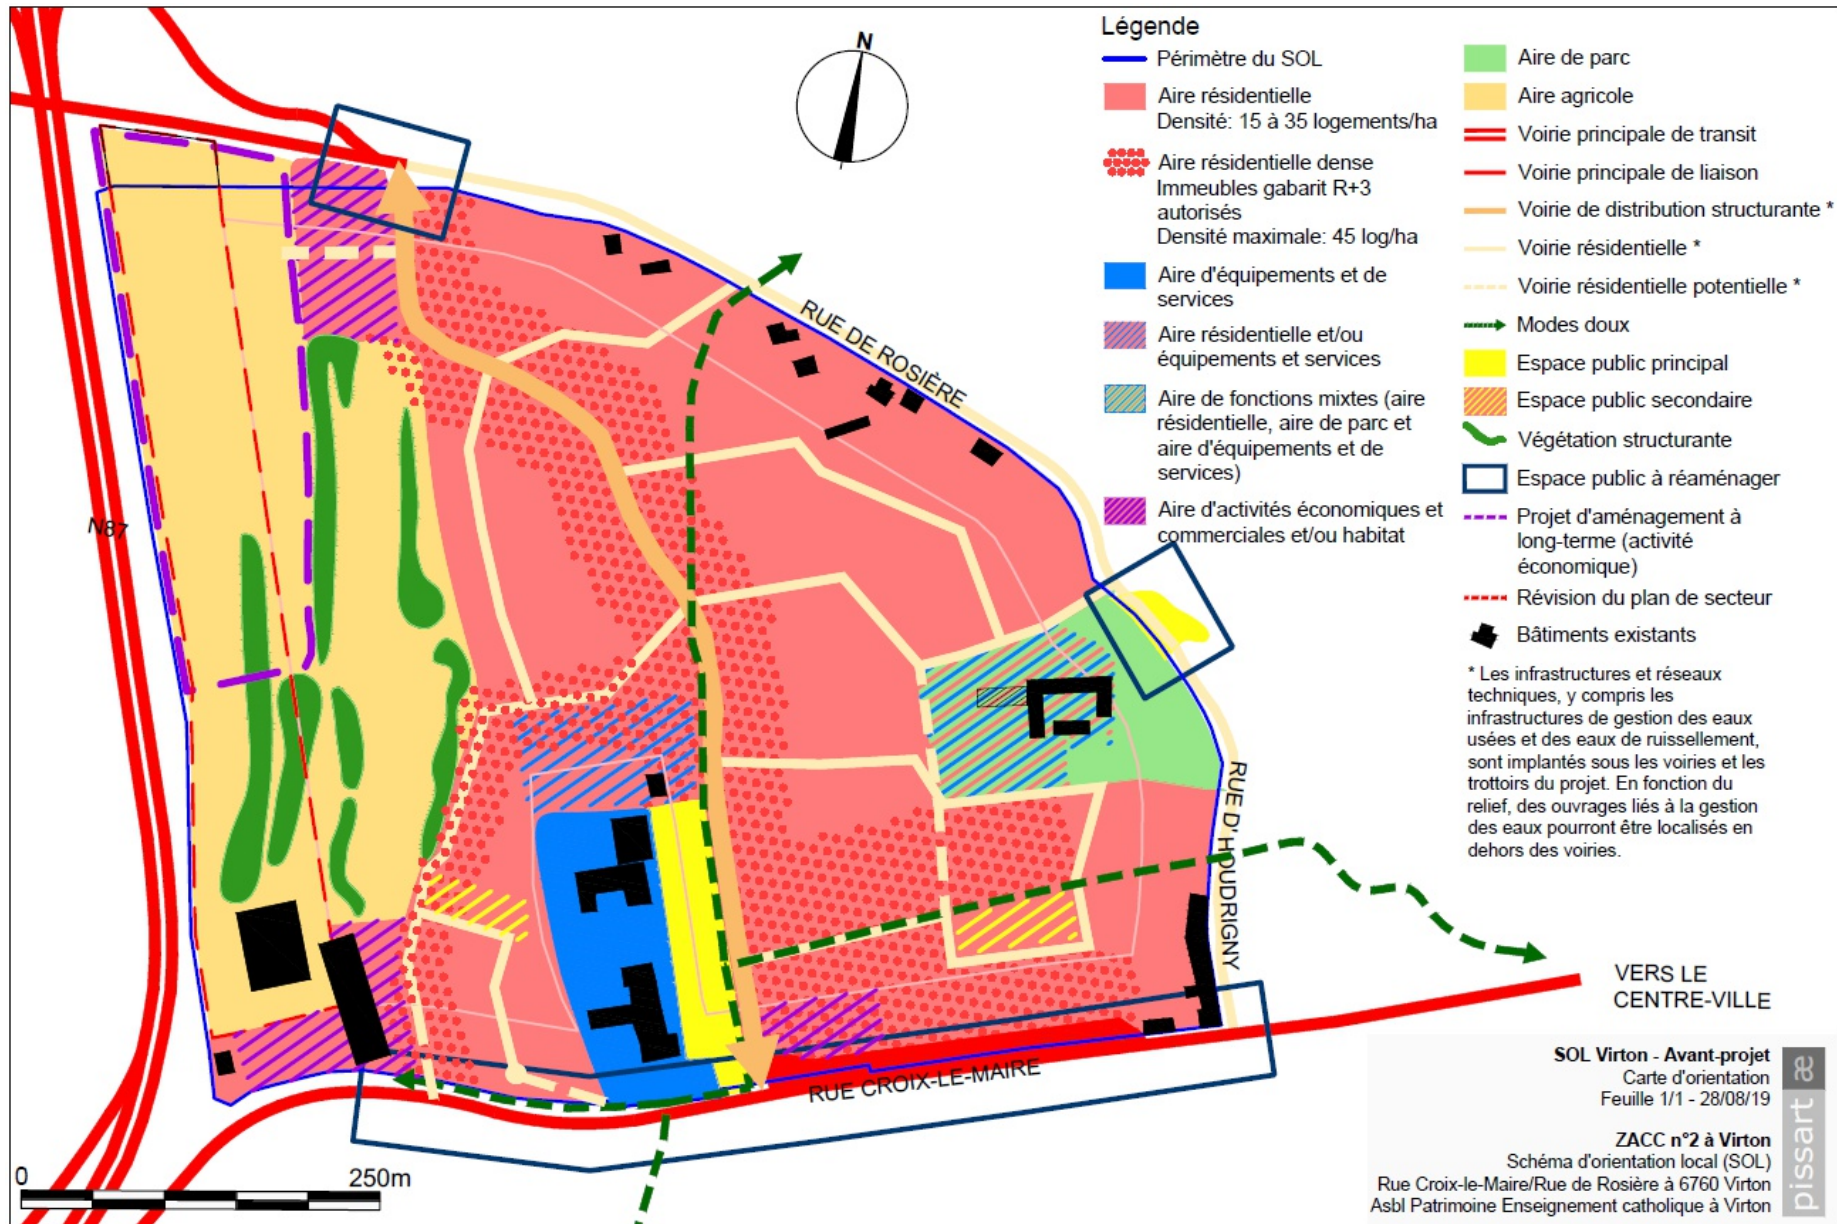 Légende
Périmètre du SOL
Aire résidentielle
Densité: 15 à 35 logements/ha
Aire résidentielle dense
Immeubles gabarit R+3
autorisés
Densité maximale: 45 log/ha
Aire d'équipements et de
services
Aire résidentielle et/ou
équipements et services
Aire de fonctions mixtes (aire
résidentielle, aire de parc et
aire d'équipements et de
services)
Aire d'activités économiques et
commerciales et/ou habitat
Aire de parc
Aire agricole
Voirie principale de transit
Voirie principale de liaison
Voirie de distribution structurante *
Voirie résidentielle *
Voirie résidentielle potentielle *
Modes doux
Espace public principal
Espace public secondaire
Végétation structurante
Espace public à réaménager
Projet d'aménagement à
long-terme (activité
économique)
Révision du plan de secteur
Bâtiments existants
* Les infrastructures et réseaux
techniques, y compris les
infrastructures de gestion des eaux
usées et des eaux de ruissellement,
sont implantés sous les voiries et les
trottoirs du projet. En fonction du
relief, des ouvrages liés à la gestion
des eaux pourront être localisés en
dehors des voiries.
N
RUE DE ROSIÈRE
N87
RUE D'HOUDRIGNY
RUE CROIX-LE-MAIRE
VERS LE
CENTRE-VILLE
0
250m
SOL Virton - Avant-projet
Carte d'orientation
Feuille 1/1 - 28/08/19
ZACC n°2 à Virton
Schéma d'orientation local (SOL)
Rue Croix-le-Maire/Rue de Rosière à 6760 Virton
Asbl Patrimoine Enseignement catholique à Virton
pissart æ